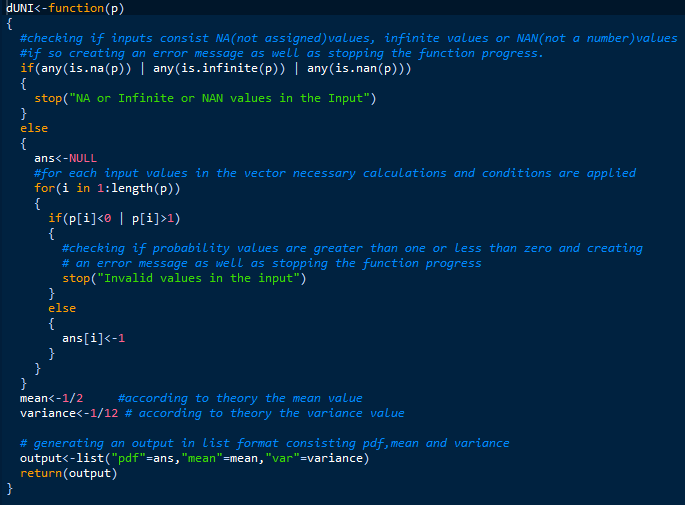 dUNI<-function(p)
{
  #checking if inputs consist NA(not assigned)values, infinite values or NAN(not a number)values
  #if so creating an error message as well as stopping the function progress.
  if(any(is.na(p)) | any(is.infinite(p)) | any(is.nan(p)))
  {
    stop("NA or Infinite or NAN values in the Input")
  }
  else
  {
    ans<-NULL
    #for each input values in the vector necessary calculations and conditions are applied
    for(i in 1:length(p))
    {
      if(p[i]<0 | p[i]>1)
      {
        #checking if probability values are greater than one or less than zero and creating
        # an error message as well as stopping the function progress
        stop("Invalid values in the input")
      }
      else
      {
        ans[i]<-1
      }
    }
  }
  mean<-1/2     #according to theory the mean value
  variance<-1/12 # according to theory the variance value

  # generating an output in list format consisting pdf,mean and variance
  output<-list("pdf"=ans,"mean"=mean,"var"=variance)
  return(output)
}